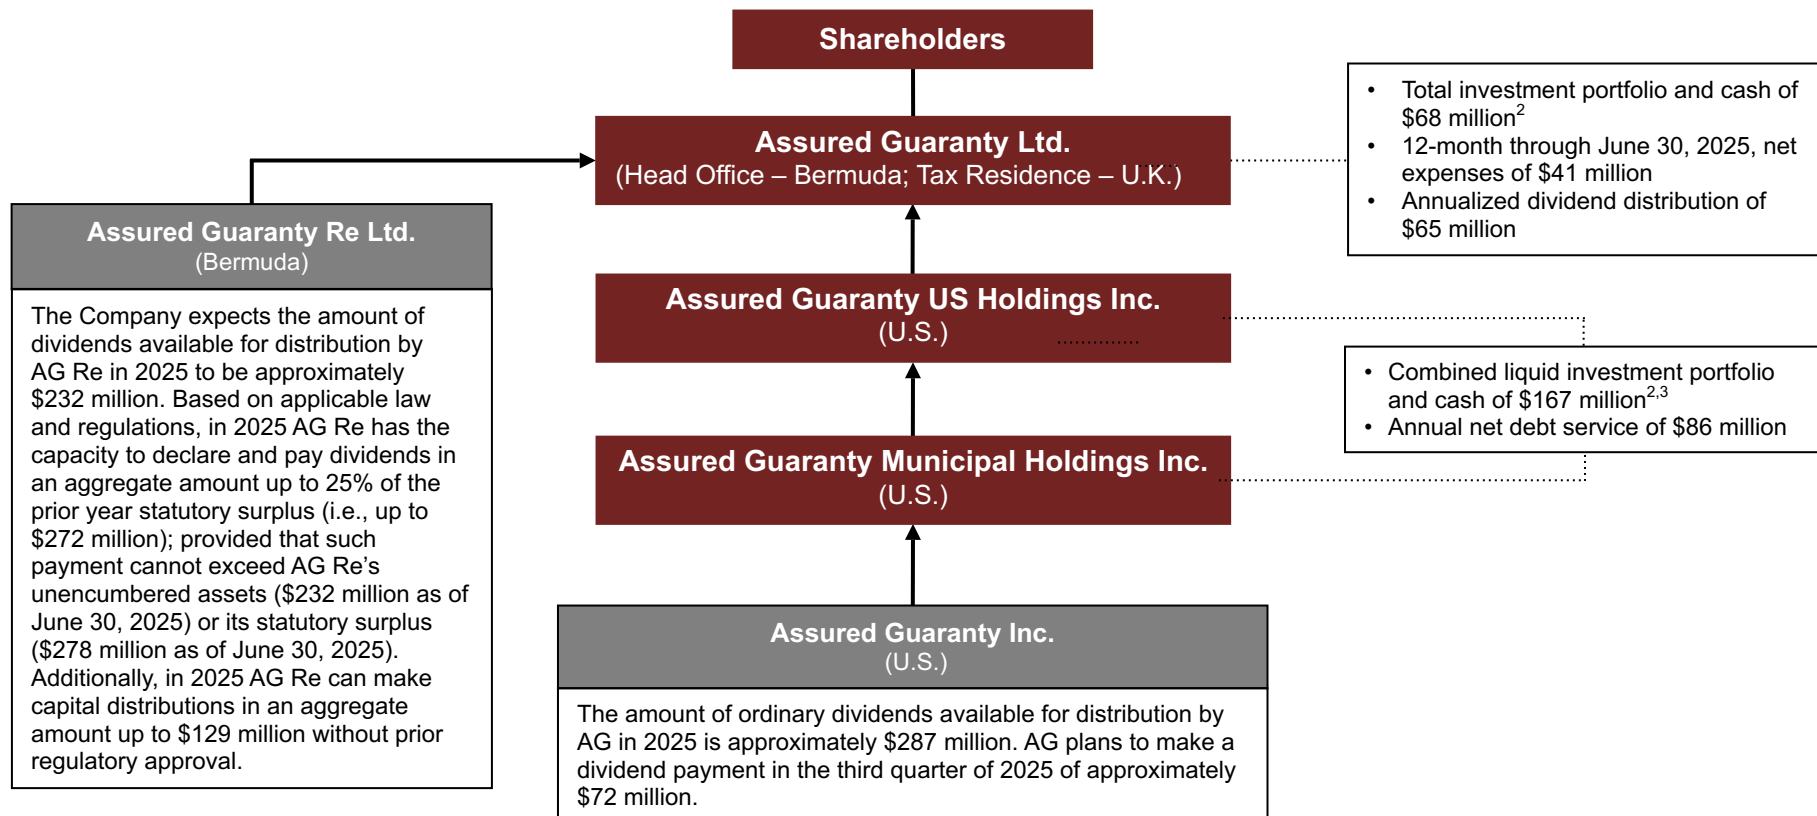 Shareholders
Assured Guaranty Ltd.
(Head Office – Bermuda; Tax Residence – U.K.)
• Total investment portfolio and cash of
$68 million²
• 12-month through June 30, 2025, net
expenses of $41 million
• Annualized dividend distribution of
$65 million
Assured Guaranty Re Ltd.
(Bermuda)
The Company expects the amount of
dividends available for distribution by
AG Re in 2025 to be approximately
$232 million. Based on applicable law
and regulations, in 2025 AG Re has the
capacity to declare and pay dividends in
an aggregate amount up to 25% of the
prior year statutory surplus (i.e., up to
$272 million); provided that such
payment cannot exceed AG Re’s
unencumbered assets ($232 million as of
June 30, 2025) or its statutory surplus
($278 million as of June 30, 2025).
Additionally, in 2025 AG Re can make
capital distributions in an aggregate
amount up to $129 million without prior
regulatory approval.
Assured Guaranty US Holdings Inc.
(U.S.)
• Combined liquid investment portfolio
and cash of $167 million²,³
• Annual net debt service of $86 million
Assured Guaranty Municipal Holdings Inc.
(U.S.)
Assured Guaranty Inc.
(U.S.)
The amount of ordinary dividends available for distribution by
AG in 2025 is approximately $287 million. AG plans to make a
dividend payment in the third quarter of 2025 of approximately
$72 million.